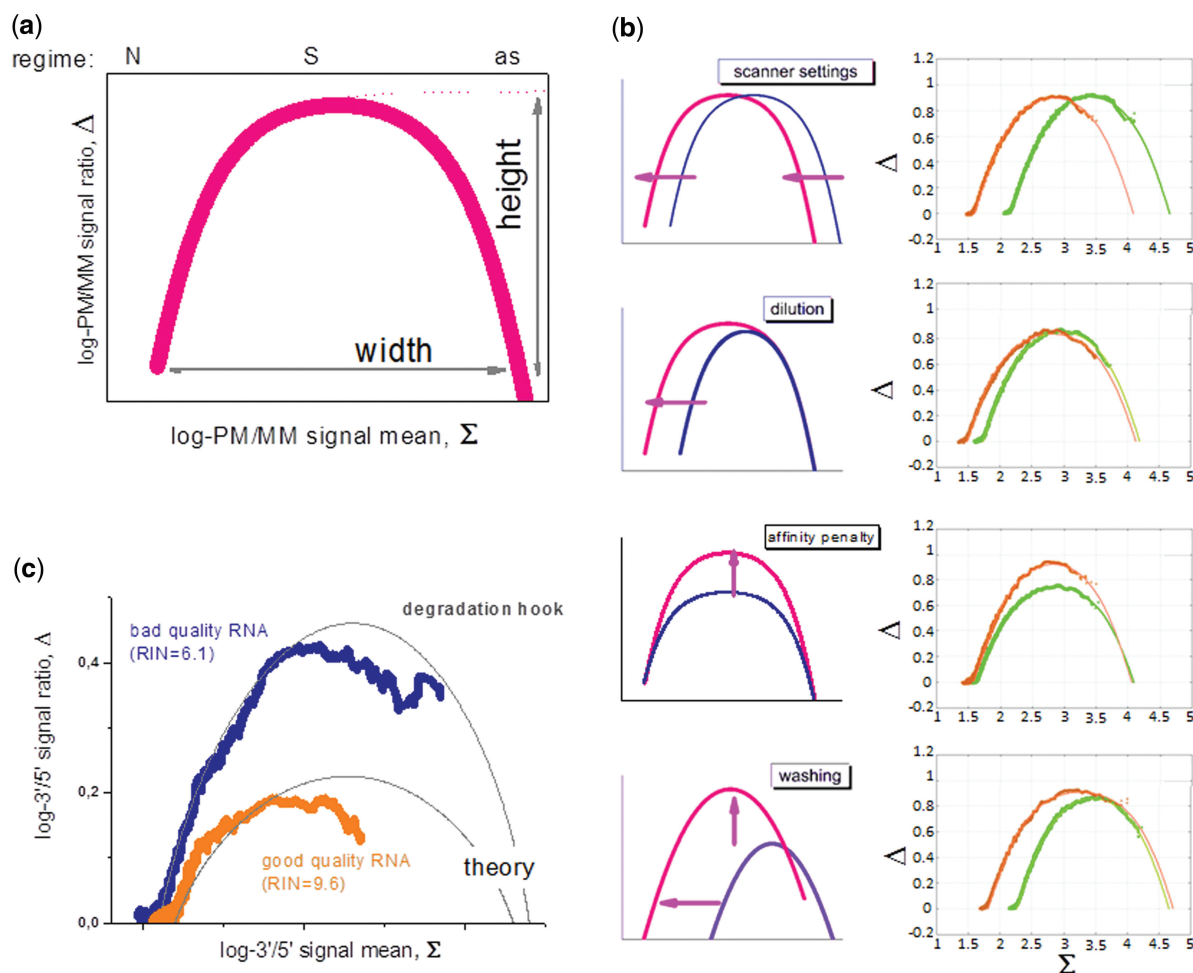 (a)
regime: N S as
log-PM/MM signal ratio, Δ
height
width
log-PM/MM signal mean, Σ
(b)
scanner settings
Δ
1.2
1
0.8
0.6
0.4
0.2
0
-0.2
1 1.5 2 2.5 3 3.5 4 4.5 5
dilution
Δ
1.2
1
0.8
0.6
0.4
0.2
0
-0.2
1 1.5 2 2.5 3 3.5 4 4.5 5
affinity penalty
Δ
1.2
1
0.8
0.6
0.4
0.2
0
-0.2
1 1.5 2 2.5 3 3.5 4 4.5 5
washing
Δ
1.2
1
0.8
0.6
0.4
0.2
0
-0.2
1 1.5 2 2.5 3 3.5 4 4.5 5
Σ
(c)
degradation hook
bad quality RNA
(RIN=6.1)
log-3'/5' signal ratio, Δ
0,4
0,2
0,0
good quality RNA
(RIN=9.6)
theory
log-3'/5' signal mean, Σ